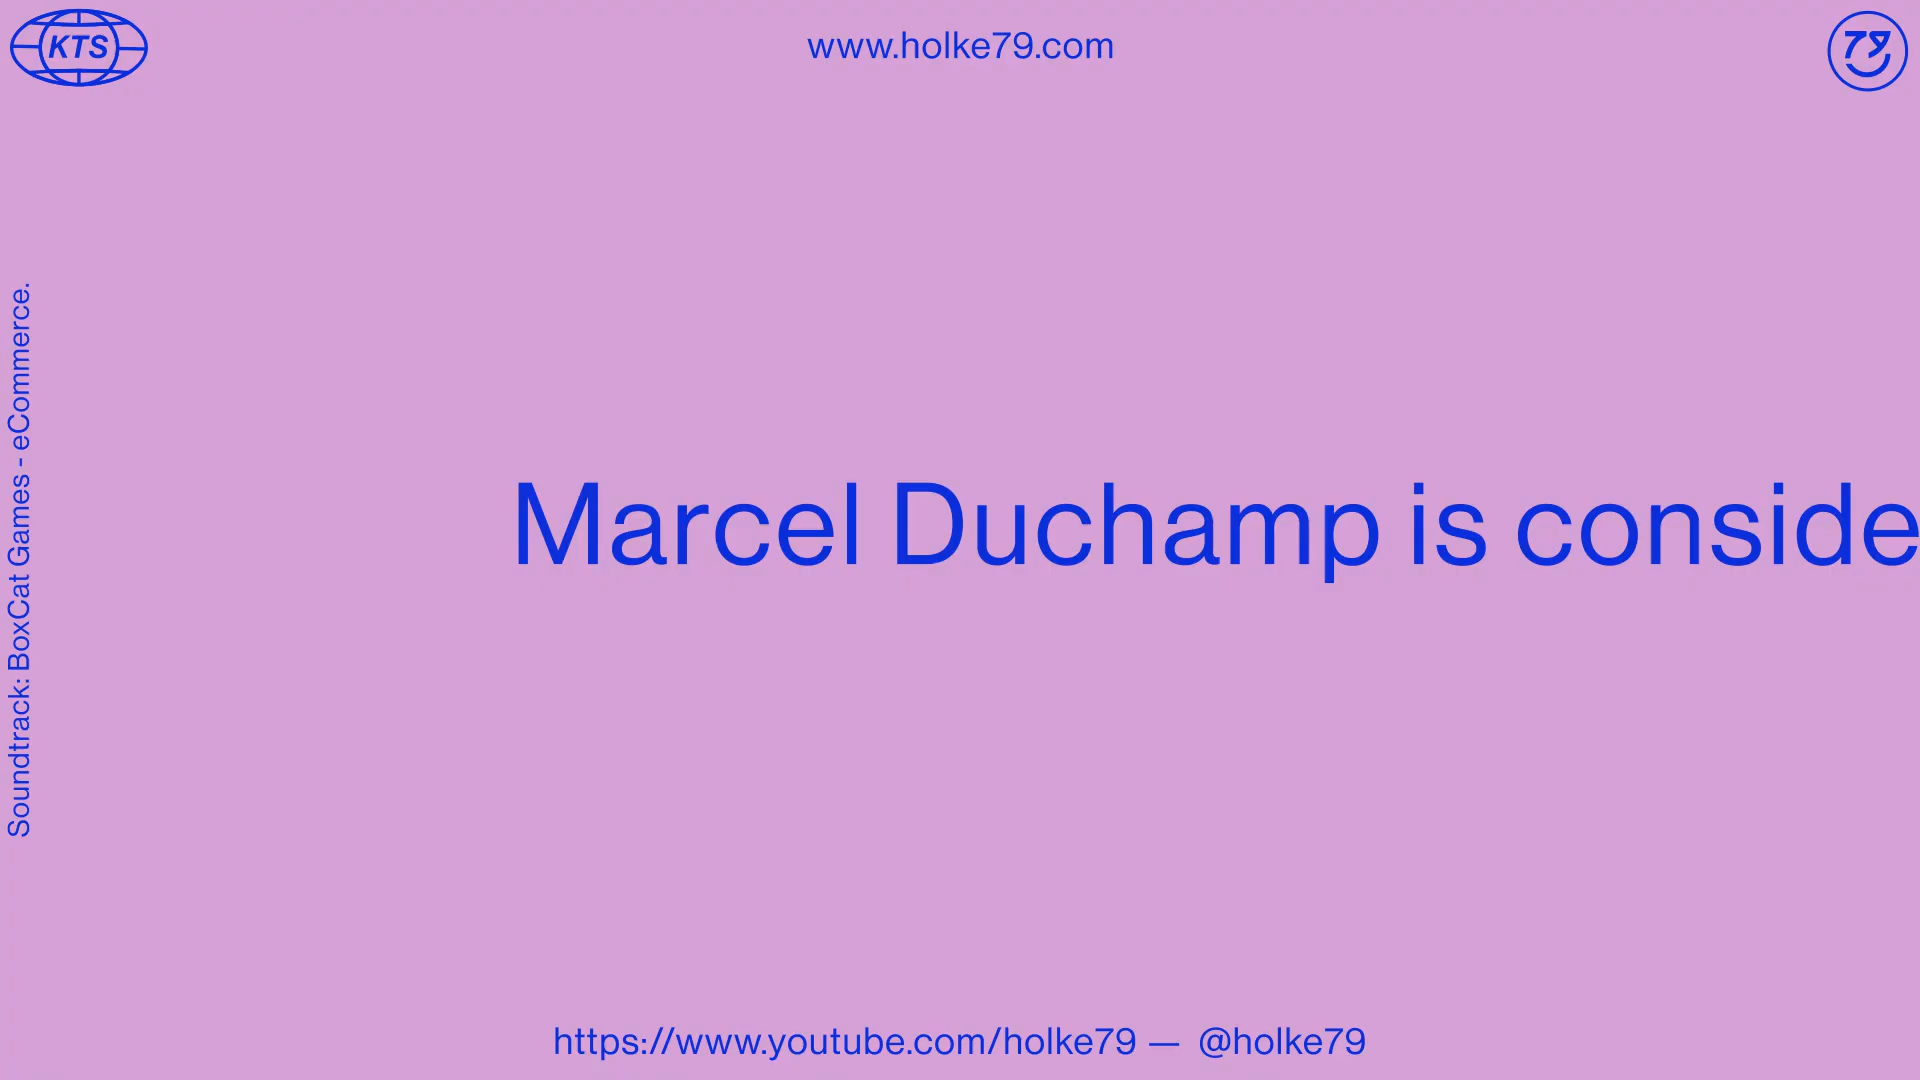 KTS
www.holke79.com
79
Soundtrack: BoxCat Games - eCommerce.
Marcel Duchamp is conside
https://www.youtube.com/holke79 — @holke79